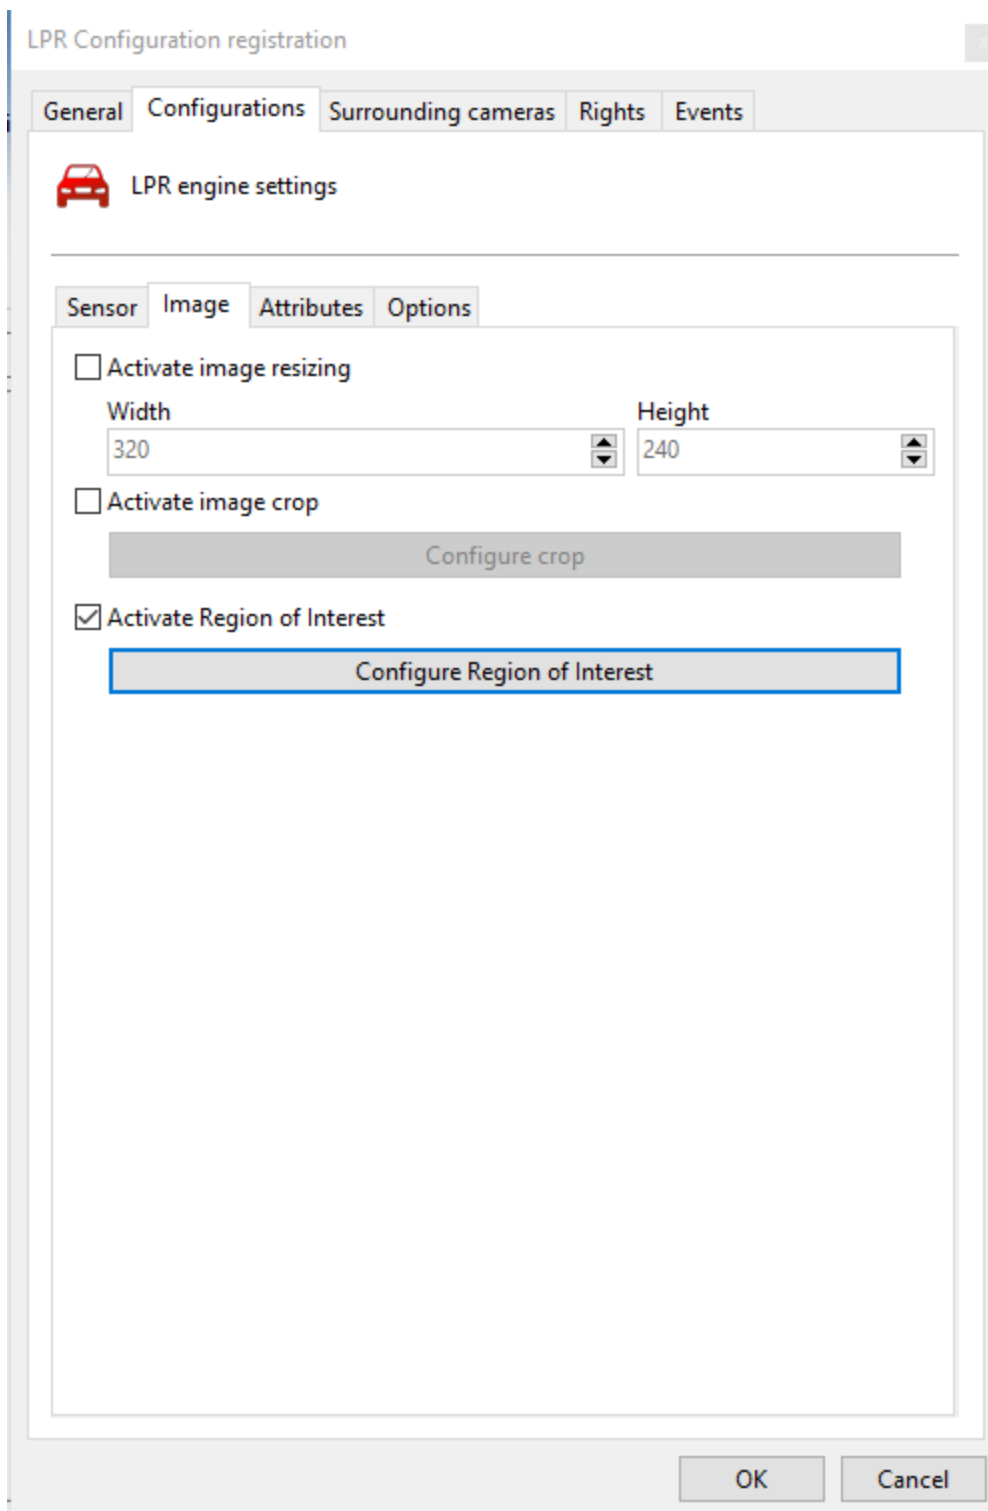 LPR Configuration registration
General Configurations Surrounding cameras Rights Events
LPR engine settings
Sensor Image Attributes Options
Activate image resizing
Width Height
320 240
Activate image crop
Configure crop
Activate Region of Interest
Configure Region of Interest
OK Cancel